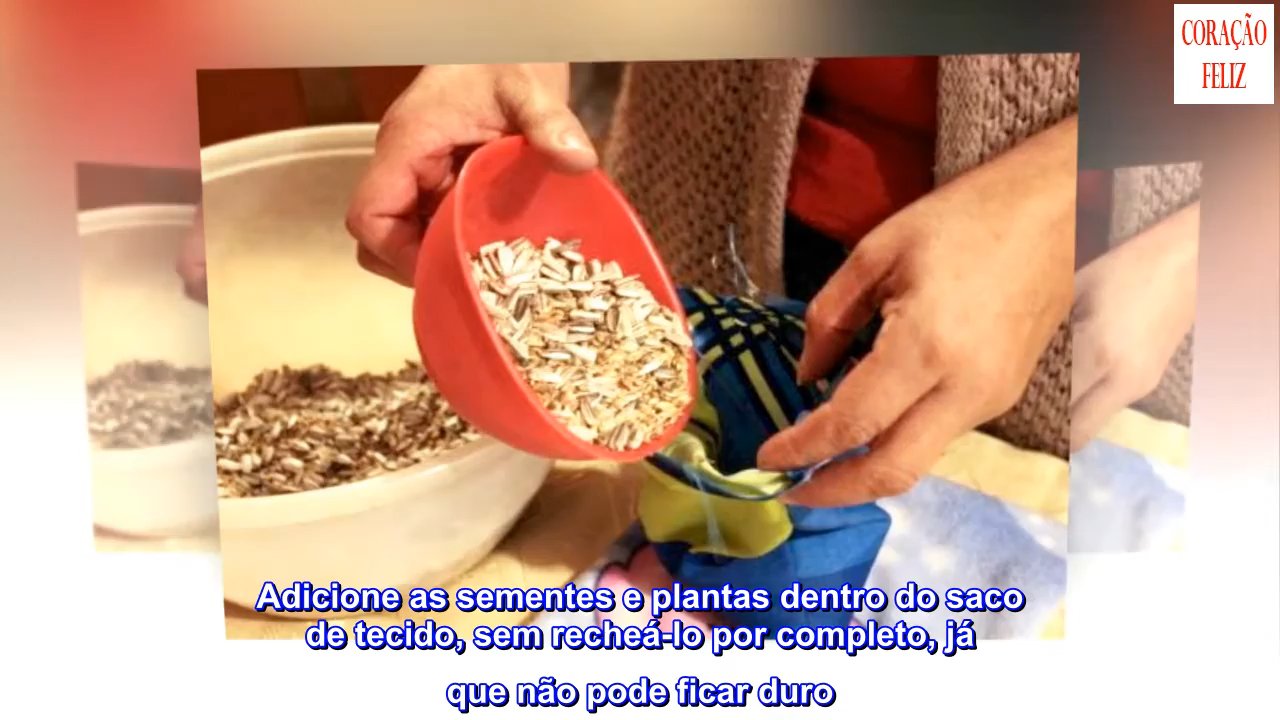 CORAÇÃO
FELIZ
Adicione as sementes e plantas dentro do saco
de tecido, sem recheá-lo por completo, já
que não pode ficar duro